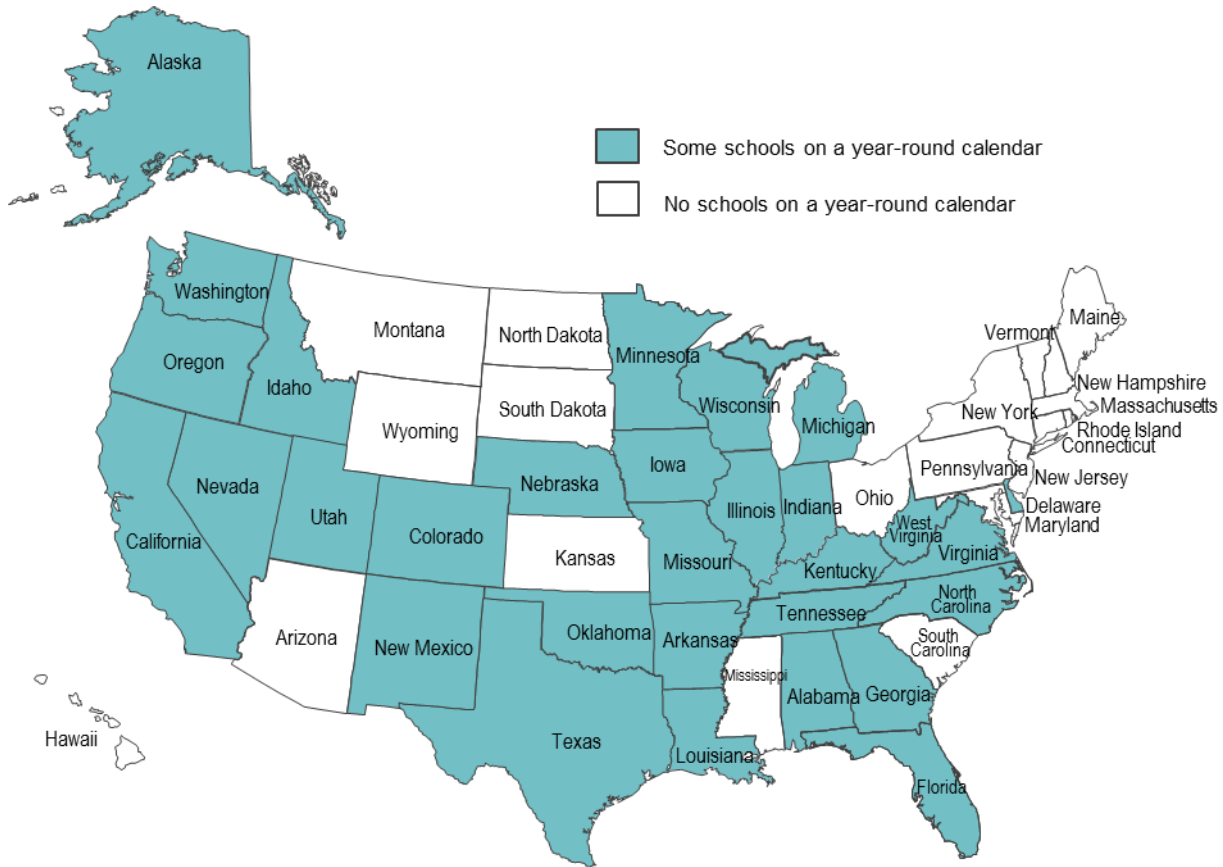 Alaska
Some schools on a year-round calendar
No schools on a year-round calendar
Washington
Montana
North Dakota
Minnesota
Vermont
Maine
Oregon
Idaho
South Dakota
Wisconsin
Michigan
New York
New Hampshire
Massachusetts
Rhode Island
Connecticut
Wyoming
Iowa
Pennsylvania
New Jersey
Nevada
Utah
Colorado
Nebraska
Illinois
Indiana
Ohio
Delaware
Maryland
California
Kansas
Missouri
Kentucky
West
Virginia
Virginia
Arizona
New Mexico
Oklahoma
Arkansas
Tennessee
North
Carolina
South
Carolina
Mississippi
Alabama
Georgia
Hawaii
Texas
Louisiana
Florida